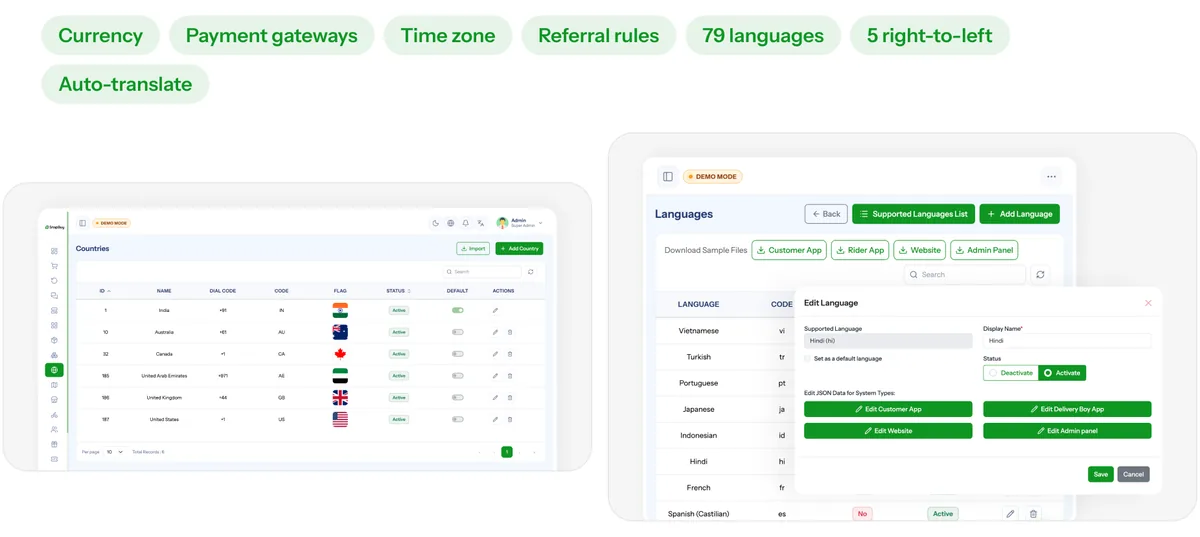 Currency
Payment gateways
Time zone
Referral rules
79 languages
5 right-to-left
Auto-translate
DEMO MODE
Admin
Super Admin
Countries
Import
+ Add Country
Search
ID NAME DIAL CODE CODE FLAG STATUS DEFAULT ACTIONS
1 India +91 IN Active
10 Australia +61 AU Active
32 Canada +1 CA Active
185 United Arab Emirates +971 AE Active
186 United Kingdom +44 GB Active
187 United States +1 US Active
Per page 10 Total Records : 6
1
DEMO MODE
Languages
Back
Supported Languages List
+ Add Language
Download Sample Files
Customer App
Rider App
Website
Admin Panel
Search
LANGUAGE CODE
Vietnamese vi
Turkish tr
Portuguese pt
Japanese ja
Indonesian id
Hindi hi
French fr
Spanish (Castilian) es No Active
Edit Language
Supported Language
Hindi (hi)
Display Name*
Hindi
Set as a default language
Status
Deactivate
Activate
Edit JSON Data for System Types:
Edit Customer App
Edit Delivery Boy App
Edit Website
Edit Admin panel
Save
Cancel